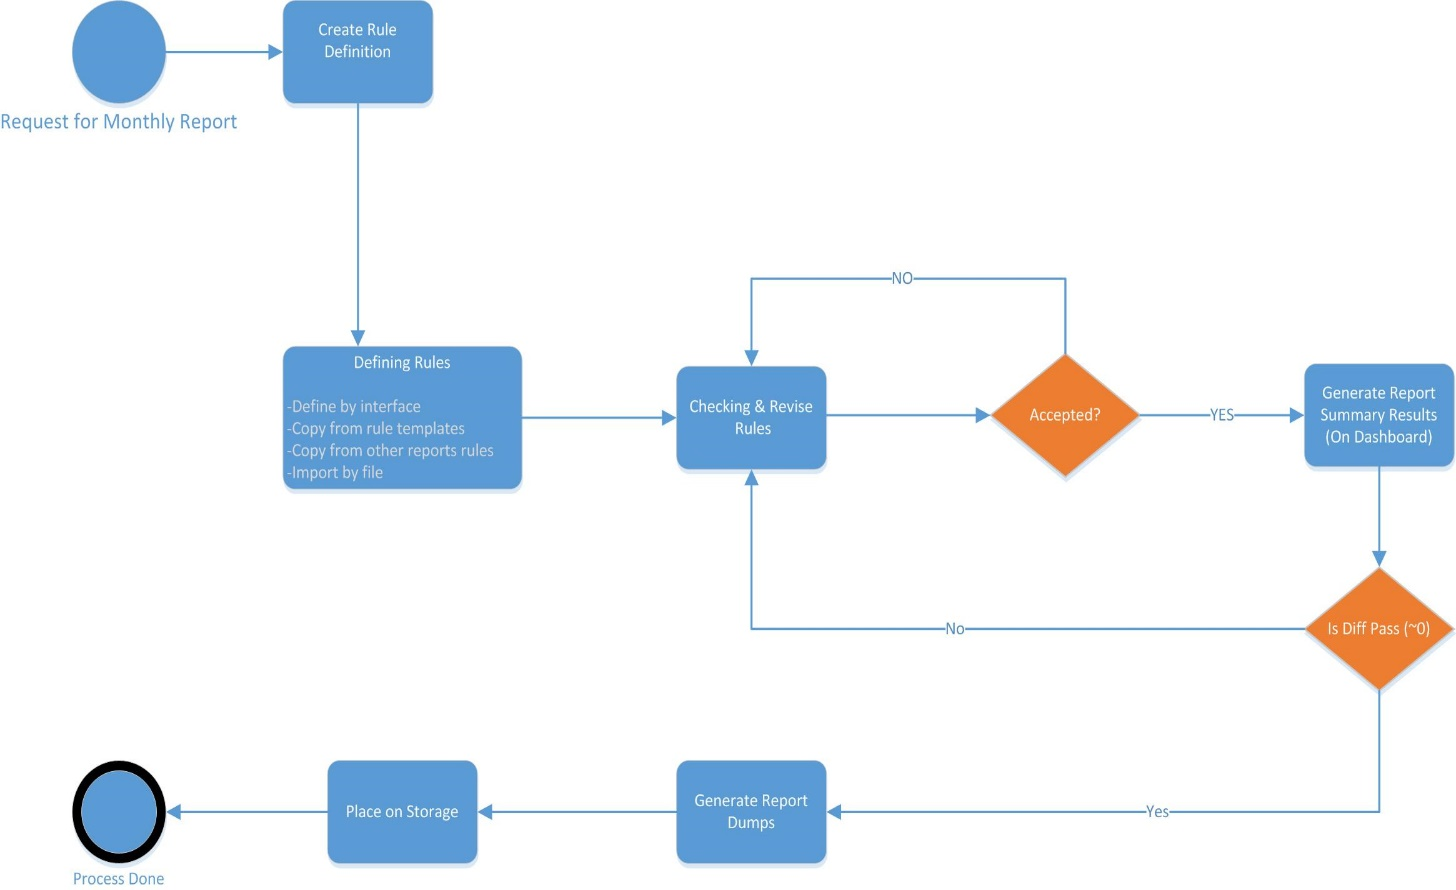 Create Rule
Definition
Request for Monthly Report
NO
Defining Rules
-Define by interface
-Copy from rule templates
-Copy from other reports rules
-Import by file
Checking & Revise
Rules
Accepted?
YES
Generate Report
Summary Results
(On Dashboard)
No
Is Diff Pass (~0)
Place on Storage
Generate Report
Dumps
Yes
Process Done